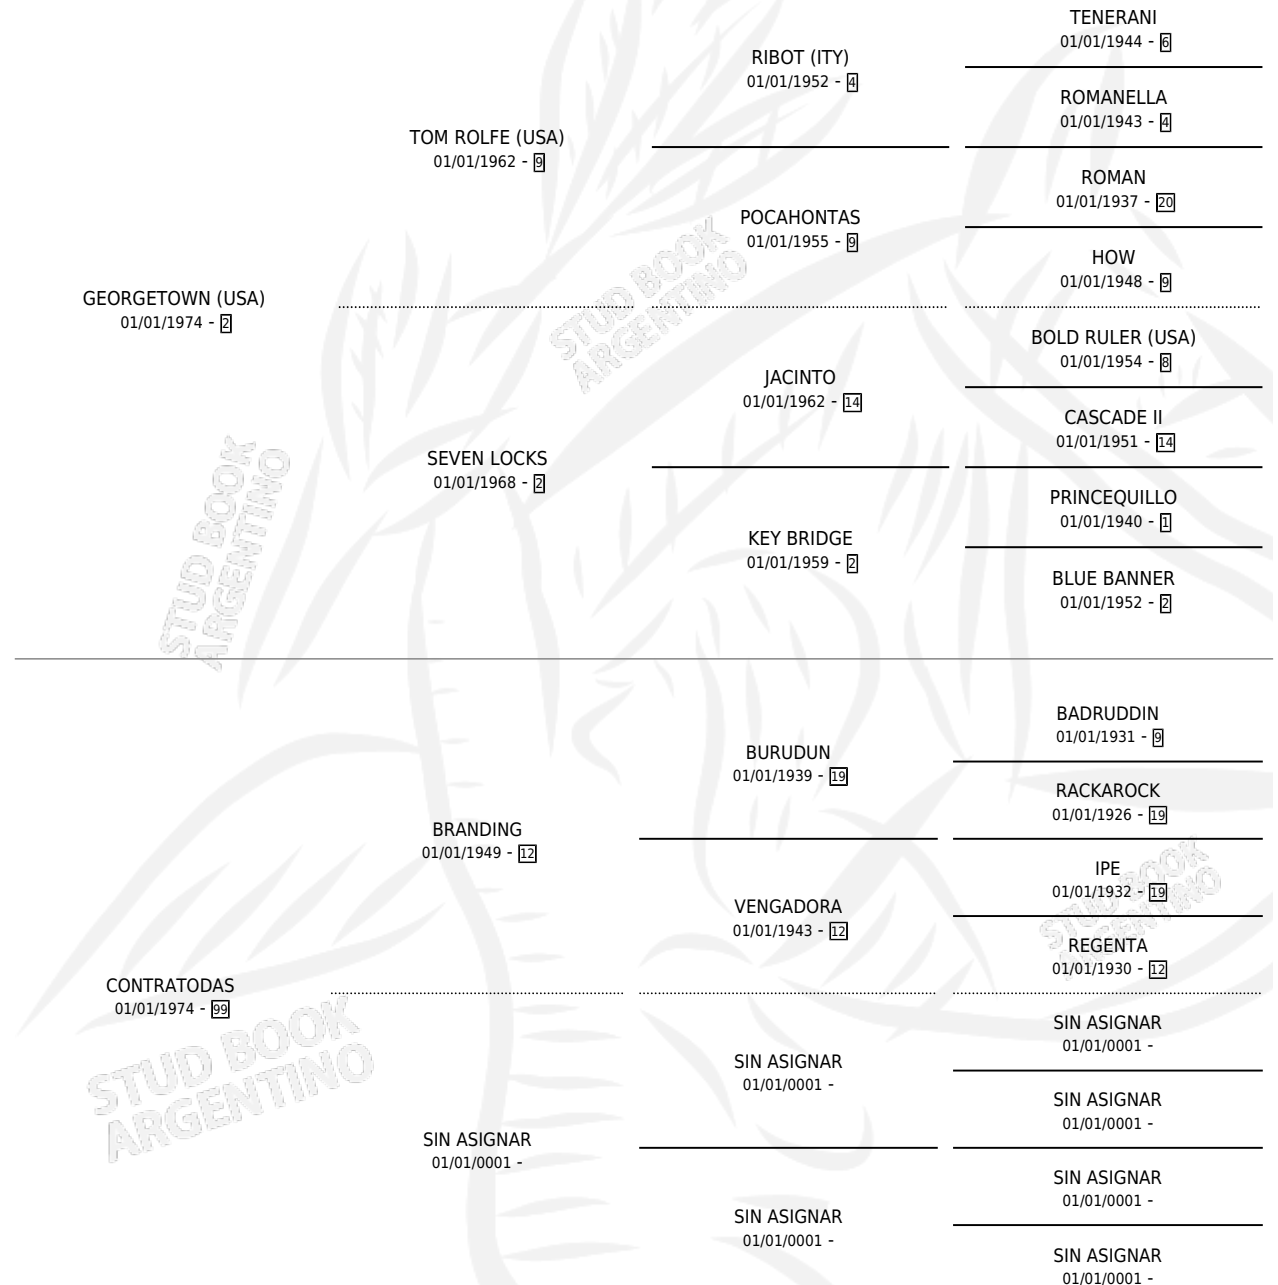 TENERANI
01/01/1944 - 6
RIBOT (ITY)
01/01/1952 - 4
ROMANELLA
01/01/1943 - 4
TOM ROLFE (USA)
01/01/1962 - 9
ROMAN
01/01/1937 - 20
POCAHONTAS
01/01/1955 - 9
HOW
01/01/1948 - 9
GEORGETOWN (USA)
01/01/1974 - 2
STUD BOOK
ARGENTINO
BOLD RULER (USA)
01/01/1954 - 8
JACINTO
01/01/1962 - 14
CASCADE II
01/01/1951 - 14
SEVEN LOCKS
01/01/1968 - 2
PRINCEQUILLO
01/01/1940 - 1
KEY BRIDGE
01/01/1959 - 2
BLUE BANNER
01/01/1952 - 2
STUD BOOK
ARGENTINO
BADRUDDIN
01/01/1931 - 9
BURUDUN
01/01/1939 - 19
RACKAROCK
01/01/1926 - 19
BRANDING
01/01/1949 - 12
IPE
01/01/1932 - 19
VENGADORA
01/01/1943 - 12
STUD BOOK
ARGENTINO
REGENTA
01/01/1930 - 12
CONTRATODAS
01/01/1974 - 99
SIN ASIGNAR
01/01/0001 -
SIN ASIGNAR
01/01/0001 -
STUD BOOK
ARGENTINO
SIN ASIGNAR
01/01/0001 -
SIN ASIGNAR
01/01/0001 -
SIN ASIGNAR
01/01/0001 -
SIN ASIGNAR
01/01/0001 -
SIN ASIGNAR
01/01/0001 -